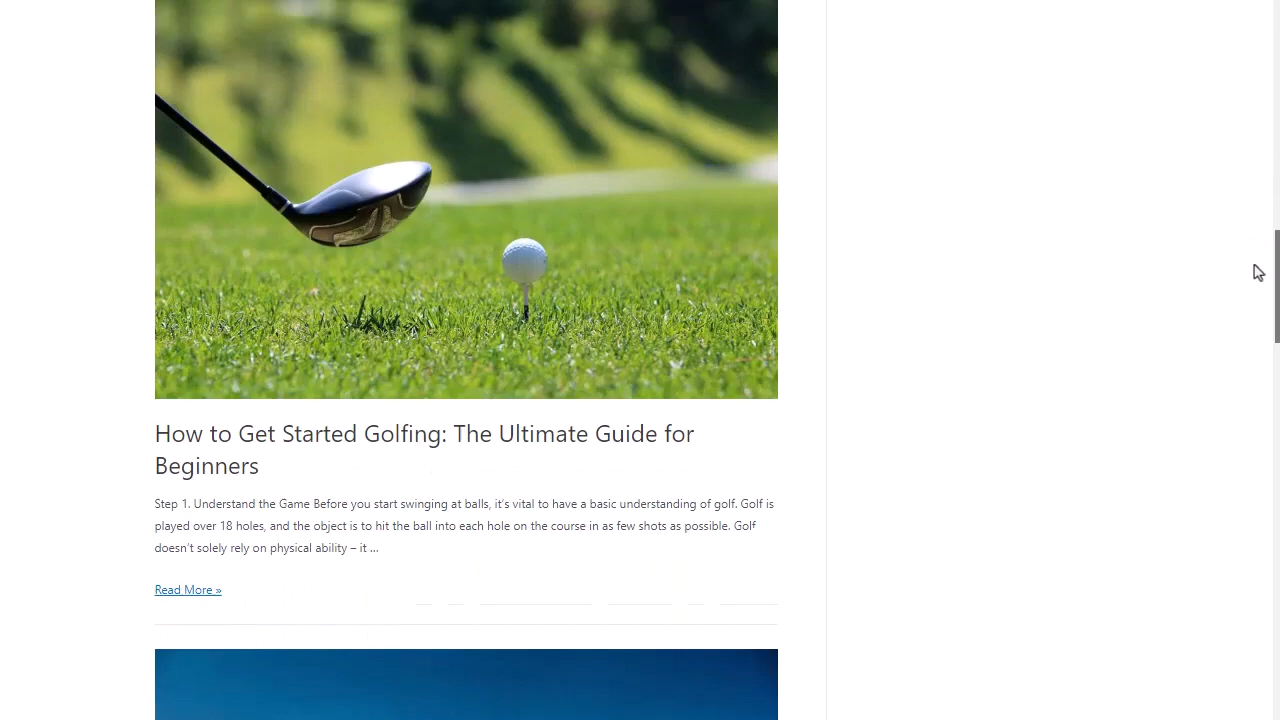 How to Get Started Golfing: The Ultimate Guide for
Beginners
Step 1. Understand the Game Before you start swinging at balls, it’s vital to have a basic understanding of golf. Golf is
played over 18 holes, and the object is to hit the ball into each hole on the course in as few shots as possible. Golf
doesn’t solely rely on physical ability – it …
Read More »